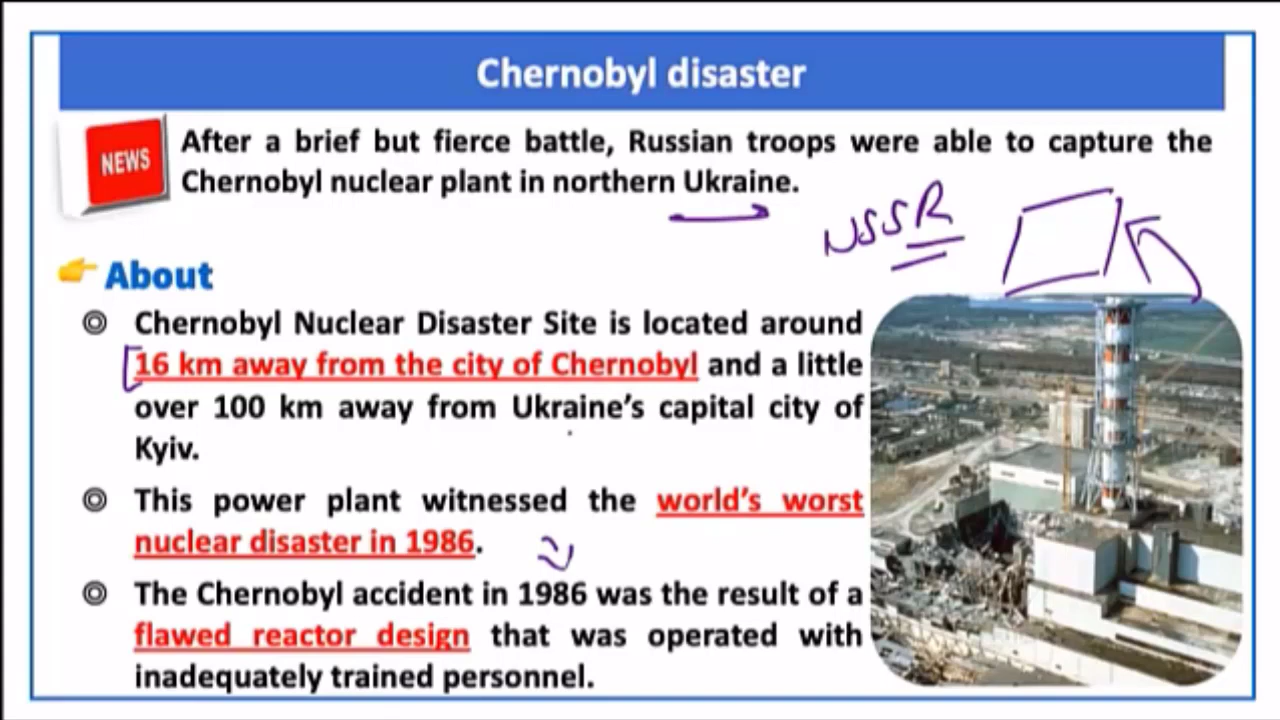 Chernobyl disaster
NEWS
After a brief but fierce battle, Russian troops were able to capture the
Chernobyl nuclear plant in northern Ukraine.
USSR
About
Chernobyl Nuclear Disaster Site is located around
16 km away from the city of Chernobyl and a little
over 100 km away from Ukraine's capital city of
Kyiv.
This power plant witnessed the world's worst
nuclear disaster in 1986.
The Chernobyl accident in 1986 was the result of a
flawed reactor design that was operated with
inadequately trained personnel.